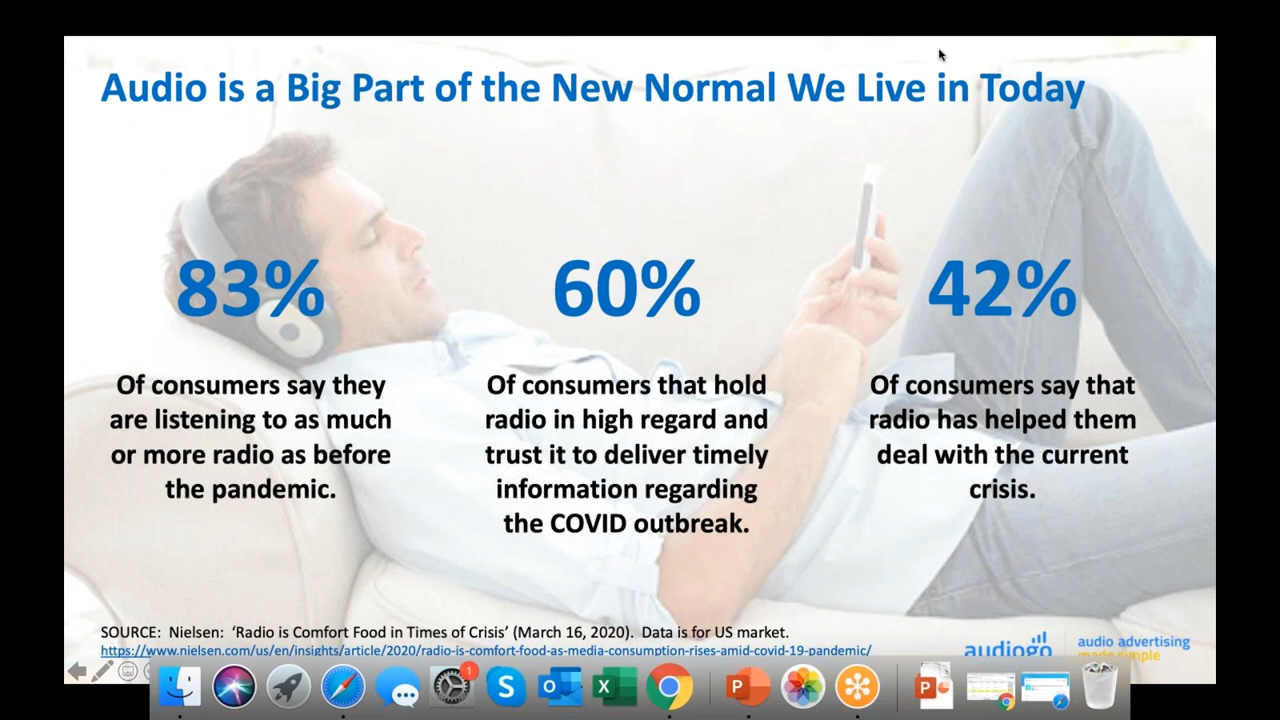 Audio is a Big Part of the New Normal We Live in Today
83%
Of consumers say they
are listening to as much
or more radio as before
the pandemic.
60%
Of consumers that hold
radio in high regard and
trust it to deliver timely
information regarding
the COVID outbreak.
42%
Of consumers say that
radio has helped them
deal with the current
crisis.
SOURCE:  Nielsen:  ‘Radio is Comfort Food in Times of Crisis’ (March 16, 2020).  Data is for US market.
https://www.nielsen.com/us/en/insights/article/2020/radio-is-comfort-food-as-media-consumption-rises-amid-covid-19-pandemic/
audiogo
audio advertising
made simple
1
S
O
X
P
P